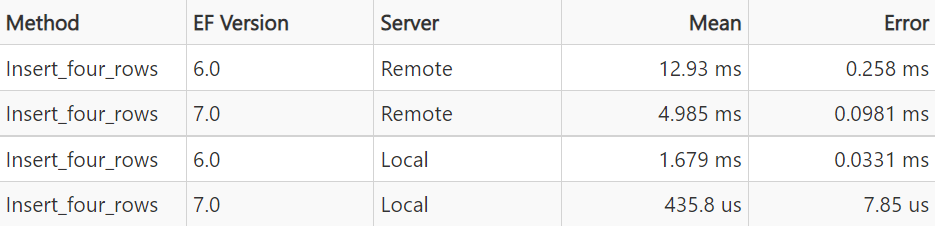 Method EF Version Server Mean Error
Insert_four_rows 6.0 Remote 12.93 ms 0.258 ms
Insert_four_rows 7.0 Remote 4.985 ms 0.0981 ms
Insert_four_rows 6.0 Local 1.679 ms 0.0331 ms
Insert_four_rows 7.0 Local 435.8 us 7.85 us